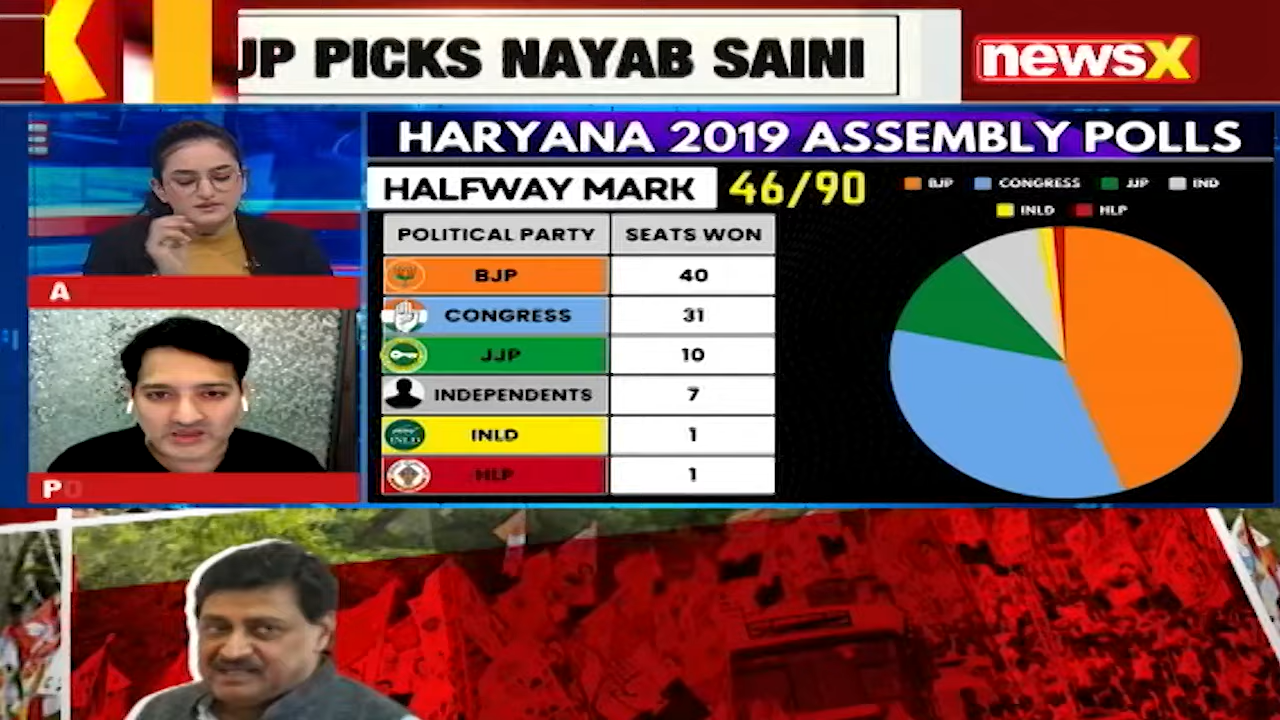 JP PICKS NAYAB SAINI
newsX
HARYANA 2019 ASSEMBLY POLLS
HALFWAY MARK 46/90
BJP CONGRESS JJP IND
INLD HLP
POLITICAL PARTY SEATS WON
BJP 40
CONGRESS 31
JJP 10
INDEPENDENTS 7
INLD 1
HLP 1
A
PO